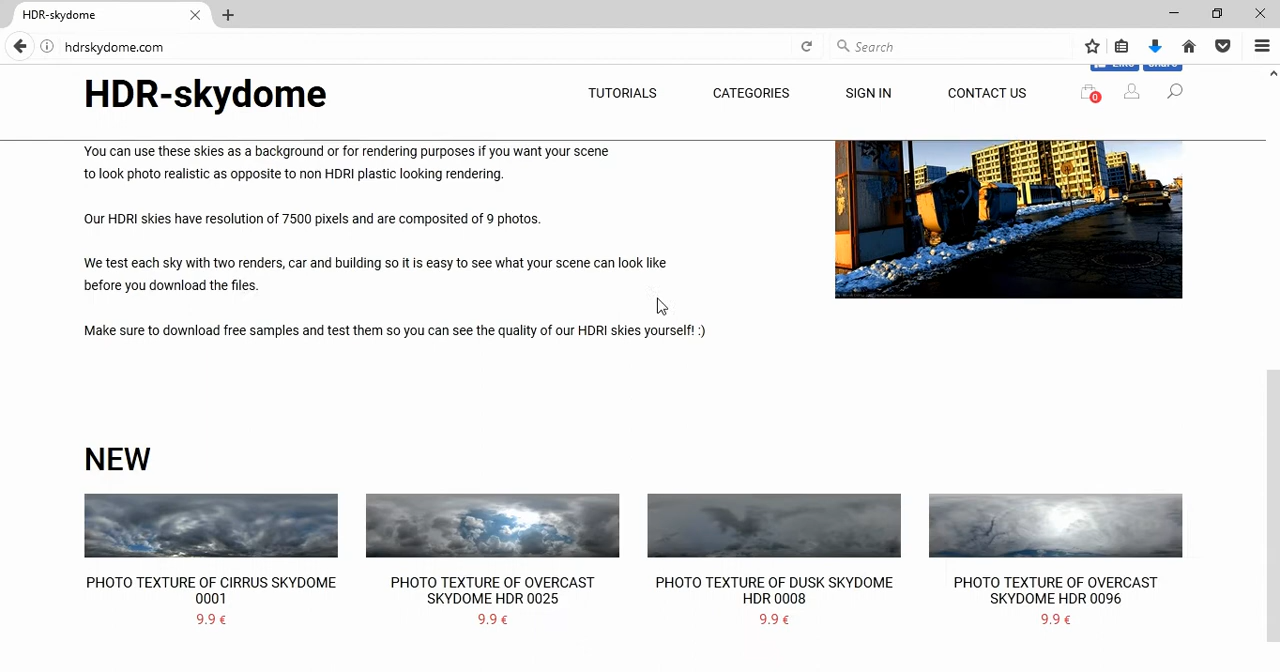 HDR-skydome
hdrskydome.com
Search
Like
Share
HDR-skydome
TUTORIALS
CATEGORIES
SIGN IN
CONTACT US
0
You can use these skies as a background or for rendering purposes if you want your scene
to look photo realistic as opposite to non HDRI plastic looking rendering.
Our HDRI skies have resolution of 7500 pixels and are composited of 9 photos.
We test each sky with two renders, car and building so it is easy to see what your scene can look like
before you download the files.
Make sure to download free samples and test them so you can see the quality of our HDRI skies yourself! :)
NEW
PHOTO TEXTURE OF CIRRUS SKYDOME
0001
9.9 €
PHOTO TEXTURE OF OVERCAST
SKYDOME HDR 0025
9.9 €
PHOTO TEXTURE OF DUSK SKYDOME
HDR 0008
9.9 €
PHOTO TEXTURE OF OVERCAST
SKYDOME HDR 0096
9.9 €